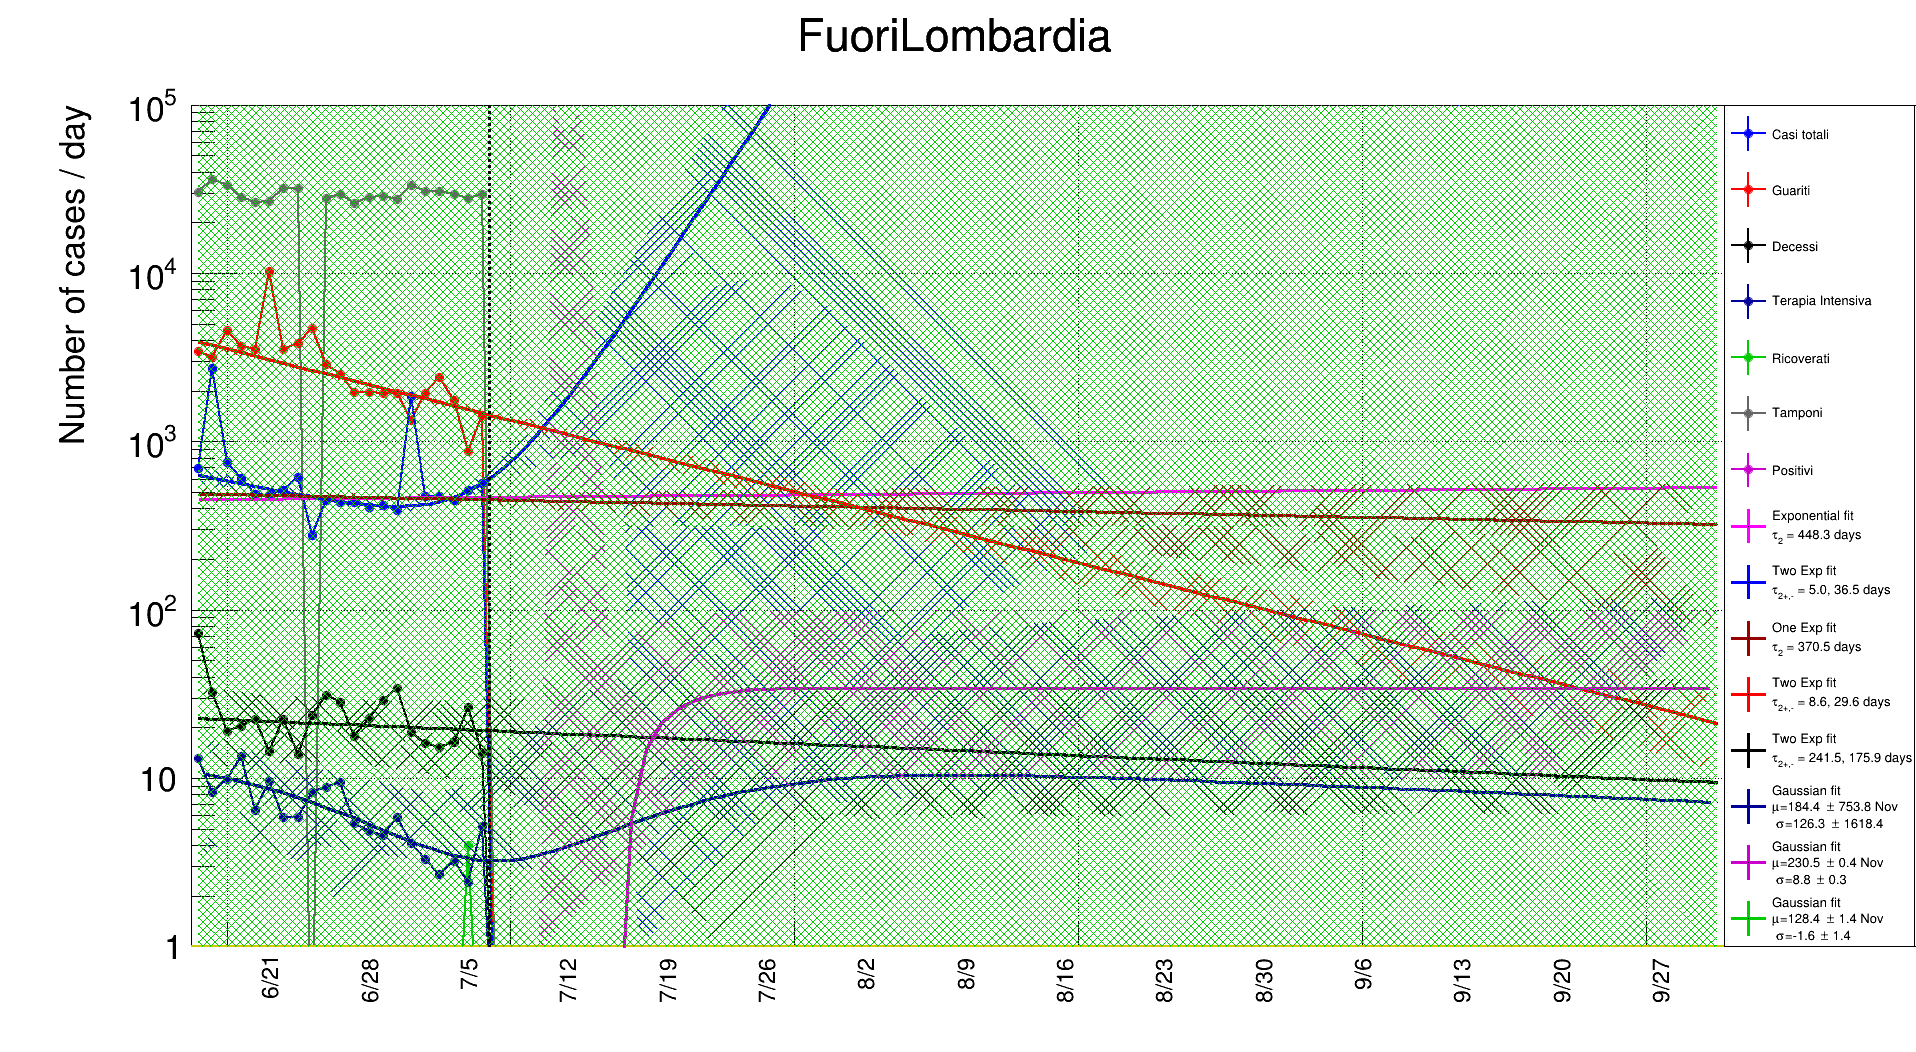 FuoriLombardia
Number of cases / day
10^5
10^4
10^3
10^2
10
1
6/21
6/28
7/5
7/12
7/19
7/26
8/2
8/9
8/16
8/23
8/30
9/6
9/13
9/20
9/27
Casi totali
Guariti
Decessi
Terapia Intensiva
Ricoverati
Tamponi
Positivi
Exponential fit
τ_2 = 448.3 days
Two Exp fit
τ_2+,- = 5.0, 36.5 days
One Exp fit
τ_2 = 370.5 days
Two Exp fit
τ_2+,- = 8.6, 29.6 days
Two Exp fit
τ_2+,- = 241.5, 175.9 days
Gaussian fit
μ=184.4 ± 753.8 Nov
σ=126.3 ± 1618.4
Gaussian fit
μ=230.5 ± 0.4 Nov
σ=8.8 ± 0.3
Gaussian fit
μ=128.4 ± 1.4 Nov
σ=-1.6 ± 1.4